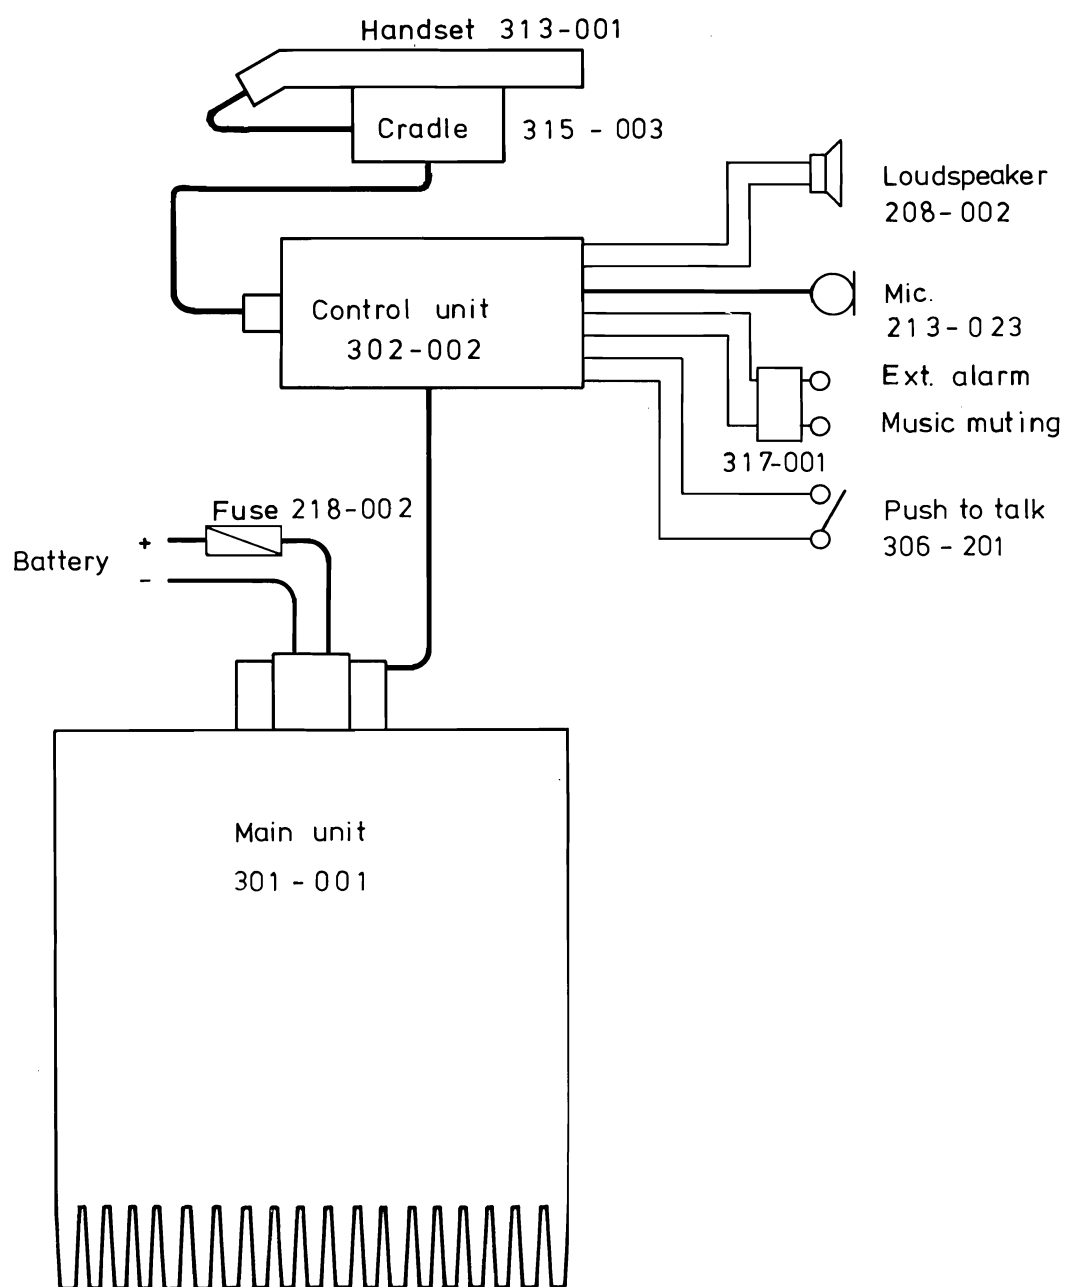 Handset 313-001
Cradle 315 - 003
Loudspeaker
208-002
Control unit
302-002
Mic.
213-023
Ext. alarm
Music muting
317-001
Fuse 218-002
Push to talk
306 - 201
Battery + -
Main unit
301 - 001